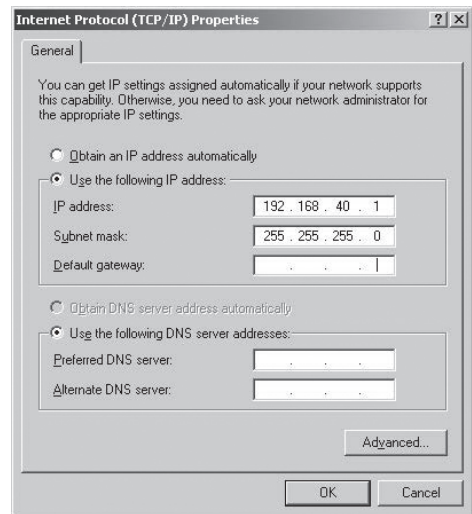 Internet Protocol (TCP/IP) Properties
General
You can get IP settings assigned automatically if your network supports
this capability. Otherwise, you need to ask your network administrator for
the appropriate IP settings.
Obtain an IP address automatically
Use the following IP address:
IP address: 192 . 168 . 40 . 1
Subnet mask: 255 . 255 . 255 . 0
Default gateway: . . .
Obtain DNS server address automatically
Use the following DNS server addresses:
Preferred DNS server: . . .
Alternate DNS server: . . .
Advanced...
OK Cancel